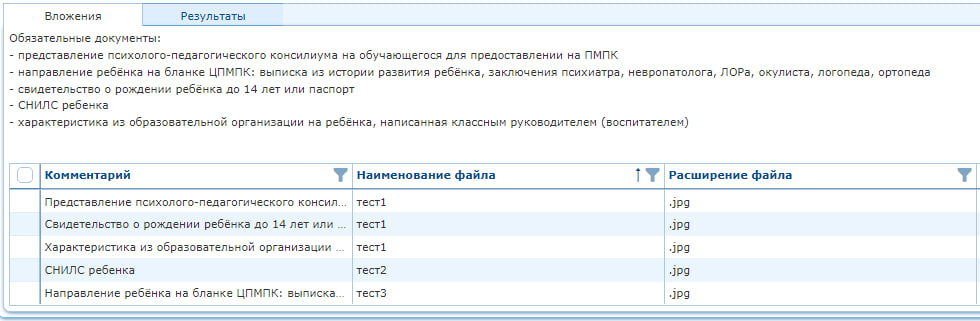 Вложения Результаты
Обязательные документы:
- представление психолого-педагогического консилиума на обучающегося для предоставлении на ПМПК
- направление ребёнка на бланке ЦПМПК: выписка из истории развития ребёнка, заключения психиатра, невропатолога, ЛОРа, окулиста, логопеда, ортопеда
- свидетельство о рождении ребёнка до 14 лет или паспорт
- СНИЛС ребенка
- характеристика из образовательной организации на ребёнка, написанная классным руководителем (воспитателем)
Комментарий Наименование файла Расширение файла
Представление психолого-педагогического консил... тест1 .jpg
Свидетельство о рождении ребёнка до 14 лет или ... тест1 .jpg
Характеристика из образовательной организации ... тест1 .jpg
СНИЛС ребенка тест2 .jpg
Направление ребёнка на бланке ЦПМПК: выписка... тест3 .jpg